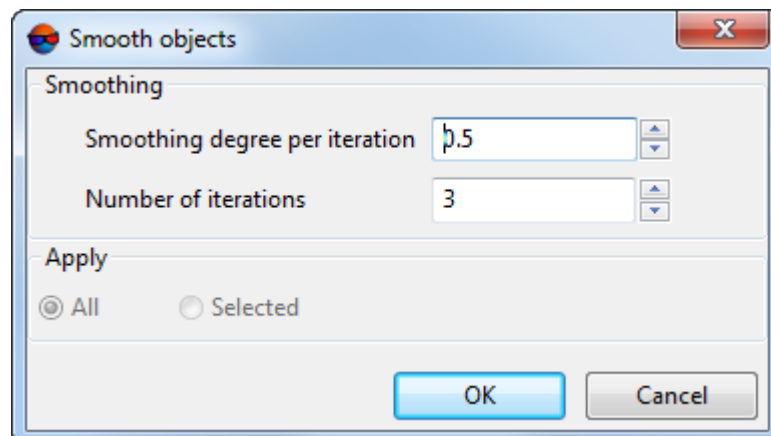 Smooth objects
Smoothing
Smoothing degree per iteration 0.5
Number of iterations 3
Apply
All Selected
OK Cancel